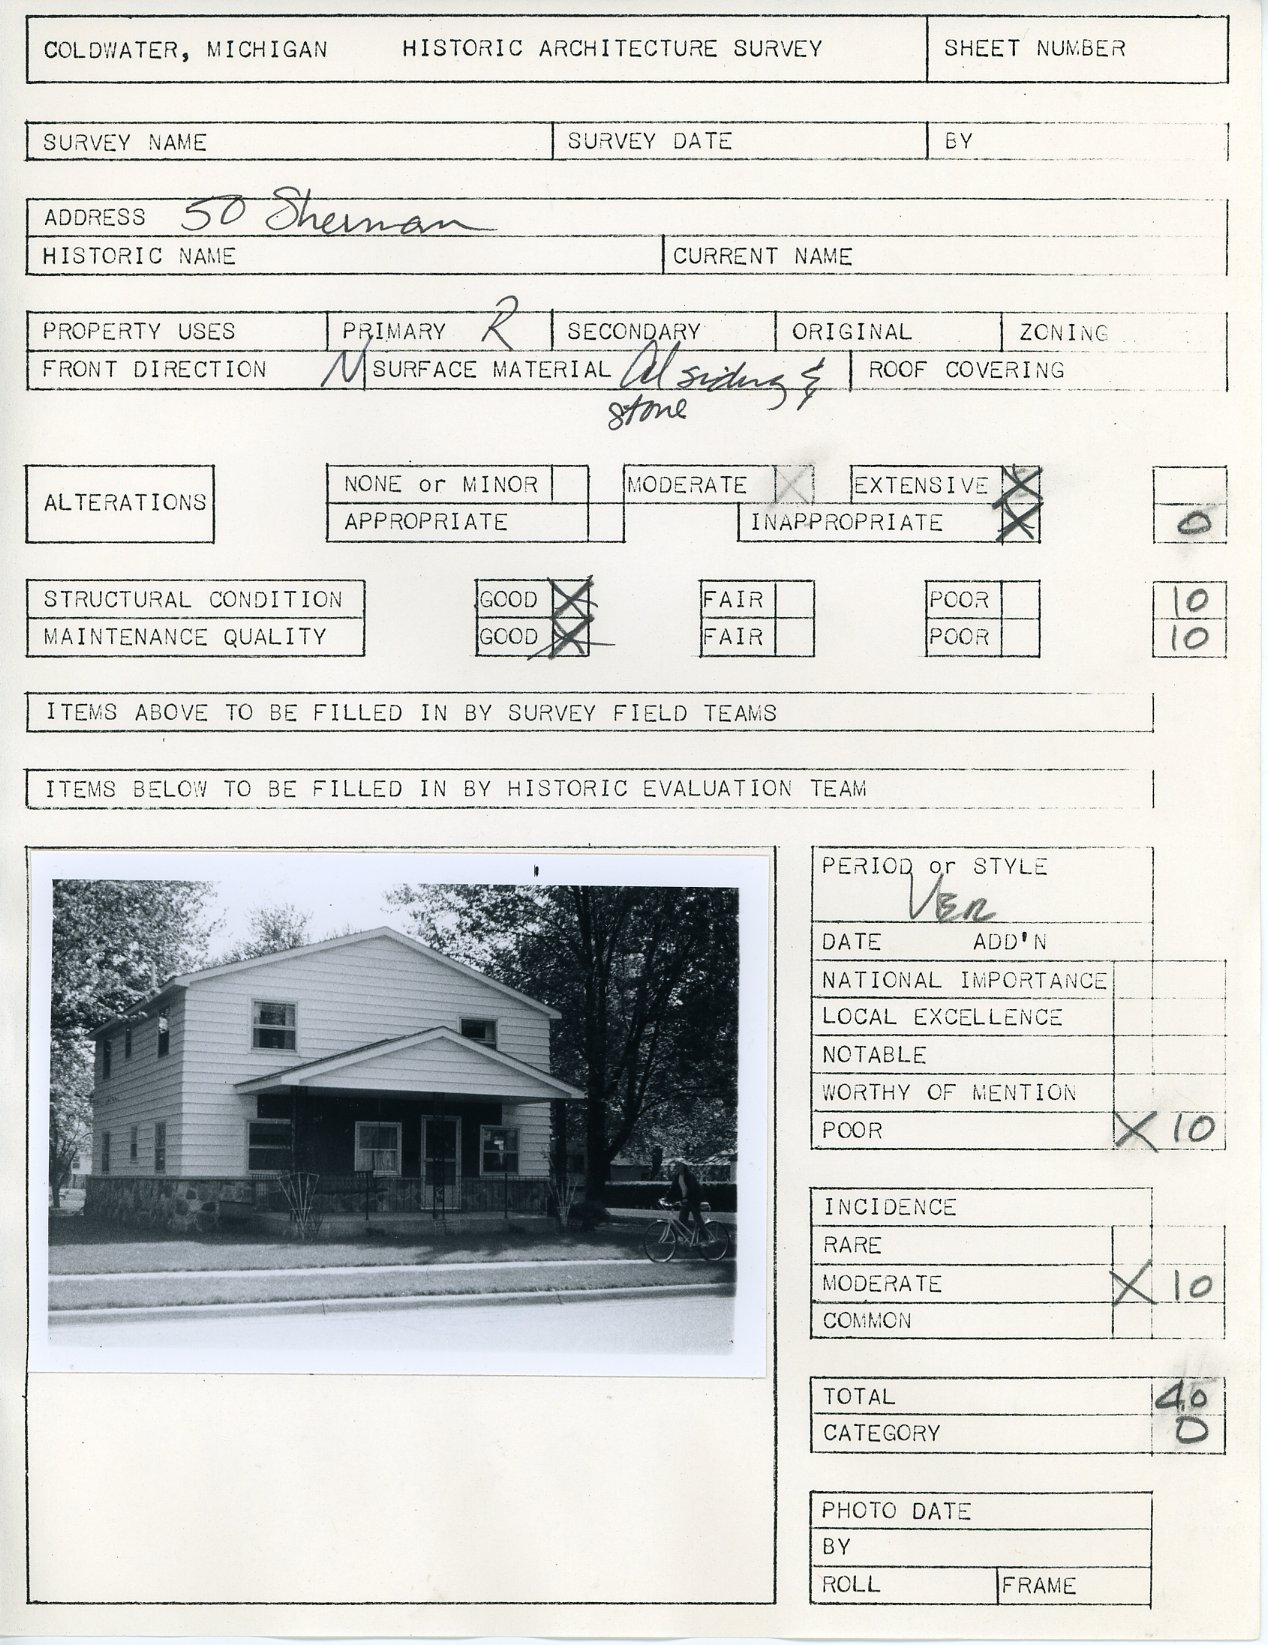 COLDWATER, MICHIGAN HISTORIC ARCHITECTURE SURVEY SHEET NUMBER
SURVEY NAME SURVEY DATE BY
ADDRESS 50 Sherman
HISTORIC NAME CURRENT NAME
PROPERTY USES PRIMARY R SECONDARY ORIGINAL ZONING
FRONT DIRECTION N SURFACE MATERIAL Al siding & ROOF COVERING
stone
ALTERATIONS NONE or MINOR MODERATE X EXTENSIVE X
APPROPRIATE INAPPROPRIATE X 0
STRUCTURAL CONDITION GOOD X FAIR POOR 10
MAINTENANCE QUALITY GOOD X FAIR POOR 10
ITEMS ABOVE TO BE FILLED IN BY SURVEY FIELD TEAMS
ITEMS BELOW TO BE FILLED IN BY HISTORIC EVALUATION TEAM
PERIOD or STYLE
VER
DATE ADD'N
NATIONAL IMPORTANCE
LOCAL EXCELLENCE
NOTABLE
WORTHY OF MENTION
POOR X 10
INCIDENCE
RARE
MODERATE X 10
COMMON
TOTAL 40
CATEGORY D
PHOTO DATE
BY
ROLL FRAME